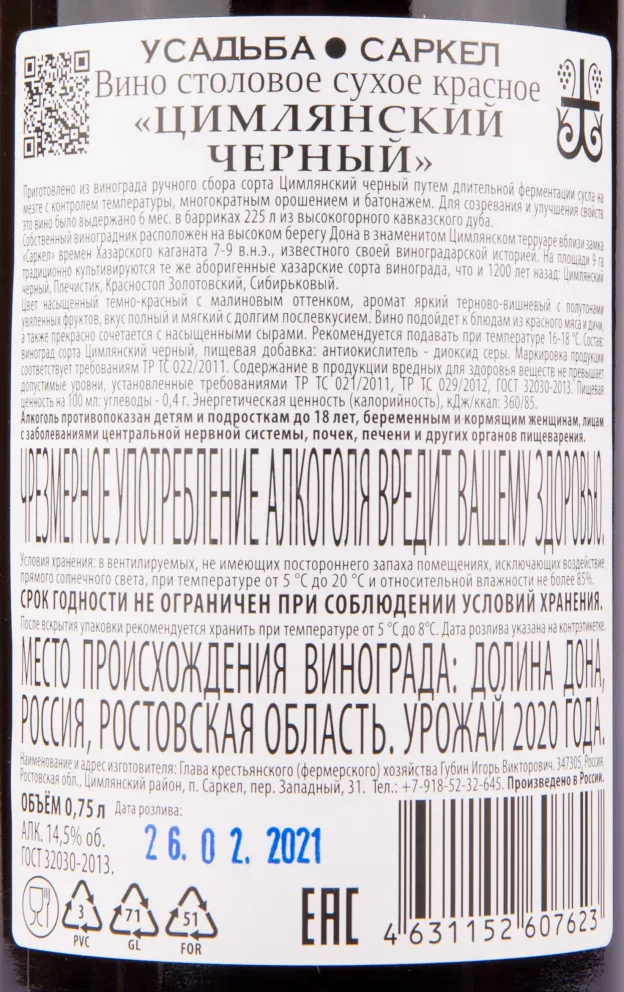 УСАДЬБА ● САРКЕЛ
Вино столовое сухое красное
«ЦИМЛЯНСКИЙ
ЧЕРНЫЙ»
Приготовлено из винограда ручного сбора сорта Цимлянский черный путем длительной ферментации сусла на
мезге с контролем температуры, многократным орошением и батонажем. Для созревания и улучшения свойств
это вино было выдержано 6 мес. в барриках 225 л из высокогорного кавказского дуба.
Собственный виноградник расположен на высоком берегу Дона в знаменитом Цимлянском терруаре вблизи замка
«Саркел» времен Хазарского каганата 7-9 в.н.э., известного своей виноградарской историей. На площади 9 га
традиционно культивируются те же аборигенные хазарские сорта винограда, что и 1200 лет назад: Цимлянский
черный, Плечистик, Красностоп Золотовский, Сибирьковый.
Цвет насыщенный темно-красный с малиновым оттенком, аромат яркий терново-вишневый с полутонами
увяленных фруктов, вкус полный и мягкий с долгим послевкусием. Вино подойдет к блюдам из красного мяса и дичи,
а также прекрасно сочетается с насыщенными сырами. Рекомендуется подавать при температуре 16-18 °С. Состав:
виноград сорта Цимлянский черный, пищевая добавка: антиокислитель - диоксид серы. Маркировка продукции
соответствует требованиям ТР ТС 022/2011. Содержание в продукции вредных для здоровья веществ не превышает
допустимые уровни, установленные требованиями ТР ТС 021/2011, ТР ТС 029/2012, ГОСТ 32030-2013. Пищевая
ценность на 100 мл: углеводы - 0,4 г. Энергетическая ценность (калорийность), кДж/ккал: 360/85.
Алкоголь противопоказан детям и подросткам до 18 лет, беременным и кормящим женщинам, лицам
с заболеваниями центральной нервной системы, почек, печени и других органов пищеварения.
ЧРЕЗМЕРНОЕ УПОТРЕБЛЕНИЕ АЛКОГОЛЯ ВРЕДИТ ВАШЕМУ ЗДОРОВЬЮ.
Условия хранения: в вентилируемых, не имеющих постороннего запаха помещениях, исключающих воздействие
прямого солнечного света, при температуре от 5 °С до 20 °С и относительной влажности не более 85%.
СРОК ГОДНОСТИ НЕ ОГРАНИЧЕН ПРИ СОБЛЮДЕНИИ УСЛОВИЙ ХРАНЕНИЯ.
После вскрытия упаковки рекомендуется хранить при температуре от 5 °С до 8°С. Дата розлива указана на контрэтикетке.
МЕСТО ПРОИСХОЖДЕНИЯ ВИНОГРАДА: ДОЛИНА ДОНА,
РОССИЯ, РОСТОВСКАЯ ОБЛАСТЬ. УРОЖАЙ 2020 ГОДА.
Наименование и адрес изготовителя: Глава крестьянского (фермерского) хозяйства Губин Игорь Викторович. 347305, Россия,
Ростовская обл., Цимлянский район, п. Саркел, пер. Западный, 31. Тел.: +7-918-52-32-645. Произведено в России.
ОБЪЁМ 0,75 л Дата розлива:
АЛК. 14,5% об.
ГОСТ 32030-2013.
26.02.2021
3
PVC
71
GL
51
FOR
ЕАС
4 631152 607623